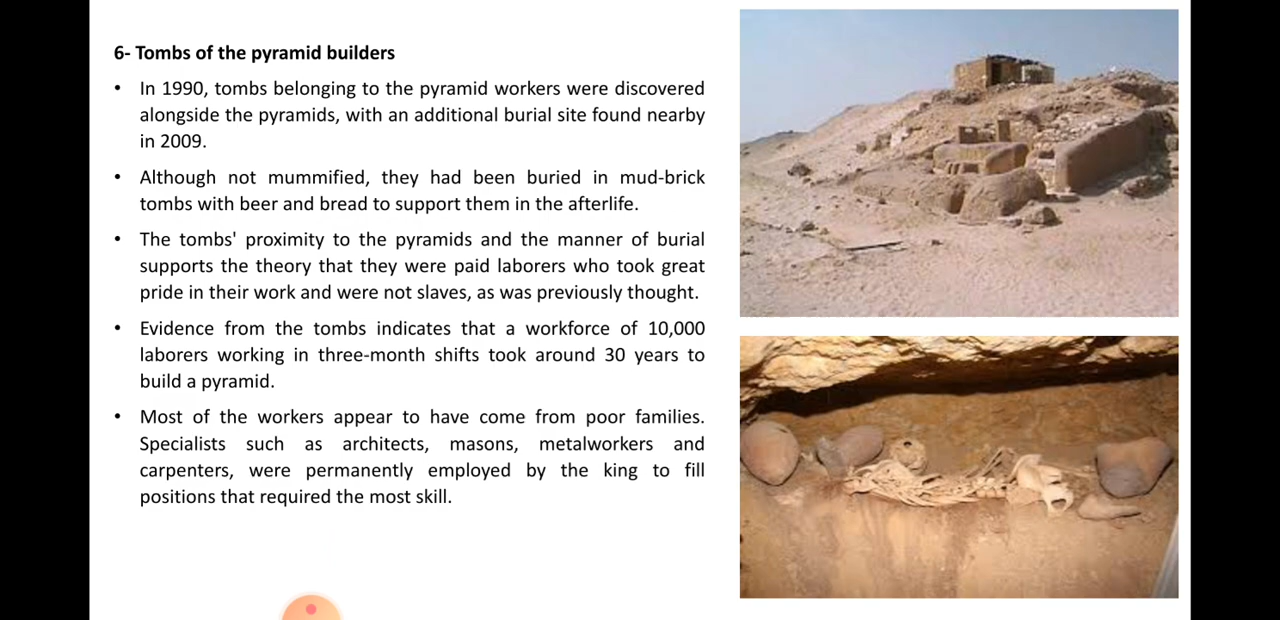 6- Tombs of the pyramid builders
• In 1990, tombs belonging to the pyramid workers were discovered
alongside the pyramids, with an additional burial site found nearby
in 2009.
• Although not mummified, they had been buried in mud-brick
tombs with beer and bread to support them in the afterlife.
• The tombs' proximity to the pyramids and the manner of burial
supports the theory that they were paid laborers who took great
pride in their work and were not slaves, as was previously thought.
• Evidence from the tombs indicates that a workforce of 10,000
laborers working in three-month shifts took around 30 years to
build a pyramid.
• Most of the workers appear to have come from poor families.
Specialists such as architects, masons, metalworkers and
carpenters, were permanently employed by the king to fill
positions that required the most skill.